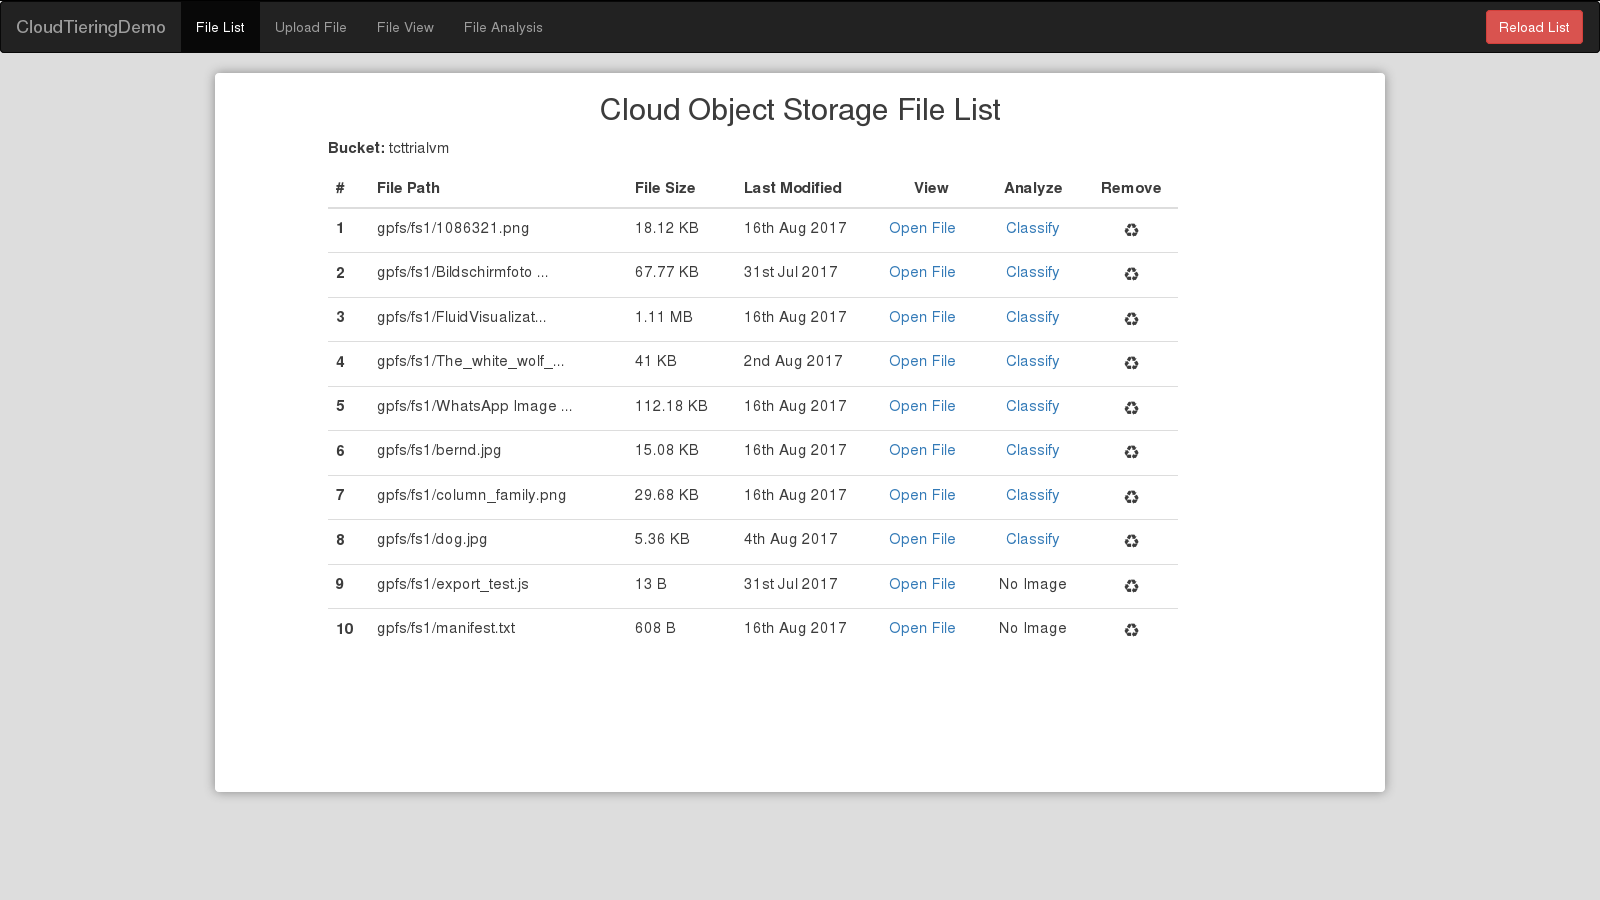 CloudTieringDemo File List Upload File File View File Analysis Reload List
Cloud Object Storage File List
Bucket: tcttrialvm
# File Path File Size Last Modified View Analyze Remove
1 gpfs/fs1/1086321.png 18.12 KB 16th Aug 2017 Open File Classify
2 gpfs/fs1/Bildschirmfoto ... 67.77 KB 31st Jul 2017 Open File Classify
3 gpfs/fs1/FluidVisualizat... 1.11 MB 16th Aug 2017 Open File Classify
4 gpfs/fs1/The_white_wolf_... 41 KB 2nd Aug 2017 Open File Classify
5 gpfs/fs1/WhatsApp Image ... 112.18 KB 16th Aug 2017 Open File Classify
6 gpfs/fs1/bernd.jpg 15.08 KB 16th Aug 2017 Open File Classify
7 gpfs/fs1/column_family.png 29.68 KB 16th Aug 2017 Open File Classify
8 gpfs/fs1/dog.jpg 5.36 KB 4th Aug 2017 Open File Classify
9 gpfs/fs1/export_test.js 13 B 31st Jul 2017 Open File No Image
10 gpfs/fs1/manifest.txt 608 B 16th Aug 2017 Open File No Image